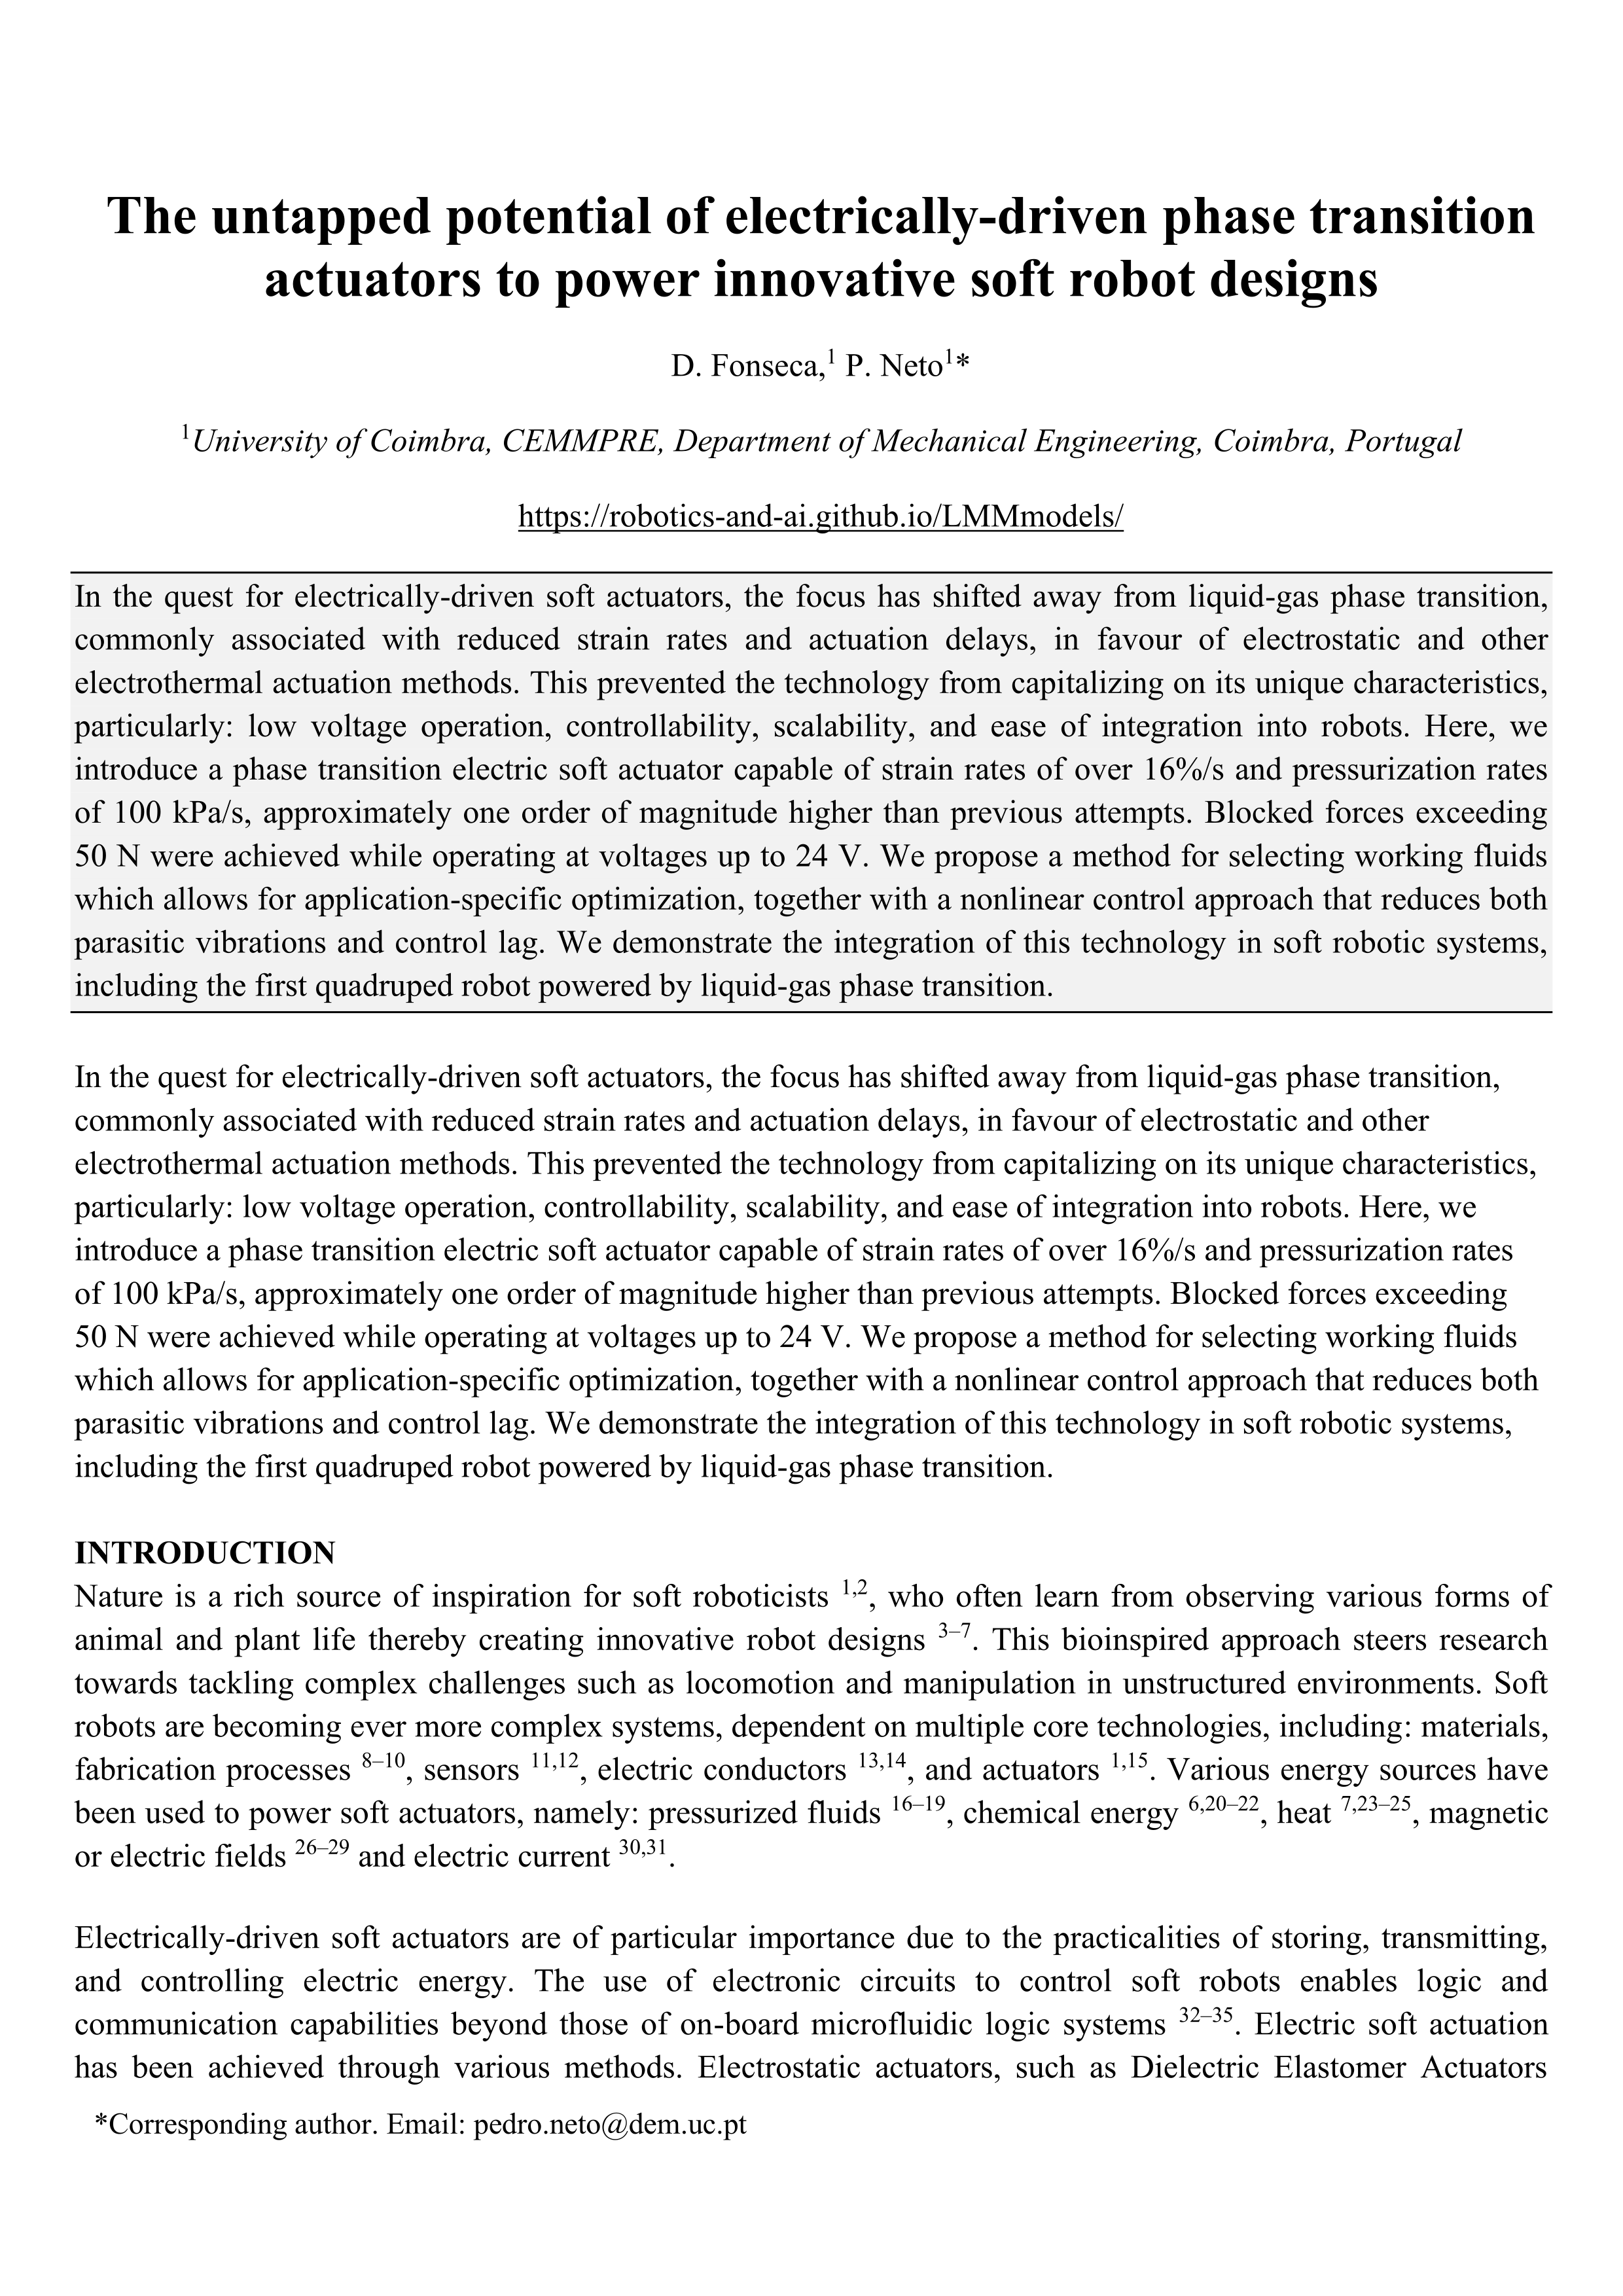 The untapped potential of electrically-driven phase transition
actuators to power innovative soft robot designs
D. Fonseca,1 P. Neto1*
1University of Coimbra, CEMMPRE, Department of Mechanical Engineering, Coimbra, Portugal
https://robotics-and-ai.github.io/LMMmodels/
In the quest for electrically-driven soft actuators, the focus has shifted away from liquid-gas phase transition,
commonly associated with reduced strain rates and actuation delays, in favour of electrostatic and other
electrothermal actuation methods. This prevented the technology from capitalizing on its unique characteristics,
particularly: low voltage operation, controllability, scalability, and ease of integration into robots. Here, we
introduce a phase transition electric soft actuator capable of strain rates of over 16%/s and pressurization rates
of 100 kPa/s, approximately one order of magnitude higher than previous attempts. Blocked forces exceeding
50 N were achieved while operating at voltages up to 24 V. We propose a method for selecting working fluids
which allows for application-specific optimization, together with a nonlinear control approach that reduces both
parasitic vibrations and control lag. We demonstrate the integration of this technology in soft robotic systems,
including the first quadruped robot powered by liquid-gas phase transition.
In the quest for electrically-driven soft actuators, the focus has shifted away from liquid-gas phase transition,
commonly associated with reduced strain rates and actuation delays, in favour of electrostatic and other
electrothermal actuation methods. This prevented the technology from capitalizing on its unique characteristics,
particularly: low voltage operation, controllability, scalability, and ease of integration into robots. Here, we
introduce a phase transition electric soft actuator capable of strain rates of over 16%/s and pressurization rates
of 100 kPa/s, approximately one order of magnitude higher than previous attempts. Blocked forces exceeding
50 N were achieved while operating at voltages up to 24 V. We propose a method for selecting working fluids
which allows for application-specific optimization, together with a nonlinear control approach that reduces both
parasitic vibrations and control lag. We demonstrate the integration of this technology in soft robotic systems,
including the first quadruped robot powered by liquid-gas phase transition.
INTRODUCTION
Nature is a rich source of inspiration for soft roboticists 1,2, who often learn from observing various forms of
animal and plant life thereby creating innovative robot designs 3–7. This bioinspired approach steers research
towards tackling complex challenges such as locomotion and manipulation in unstructured environments. Soft
robots are becoming ever more complex systems, dependent on multiple core technologies, including: materials,
fabrication processes 8–10, sensors 11,12, electric conductors 13,14, and actuators 1,15. Various energy sources have
been used to power soft actuators, namely: pressurized fluids 16–19, chemical energy 6,20–22, heat 7,23–25, magnetic
or electric fields 26–29 and electric current 30,31.
Electrically-driven soft actuators are of particular importance due to the practicalities of storing, transmitting,
and controlling electric energy. The use of electronic circuits to control soft robots enables logic and
communication capabilities beyond those of on-board microfluidic logic systems 32–35. Electric soft actuation
has been achieved through various methods. Electrostatic actuators, such as Dielectric Elastomer Actuators
*Corresponding author. Email: pedro.neto@dem.uc.pt